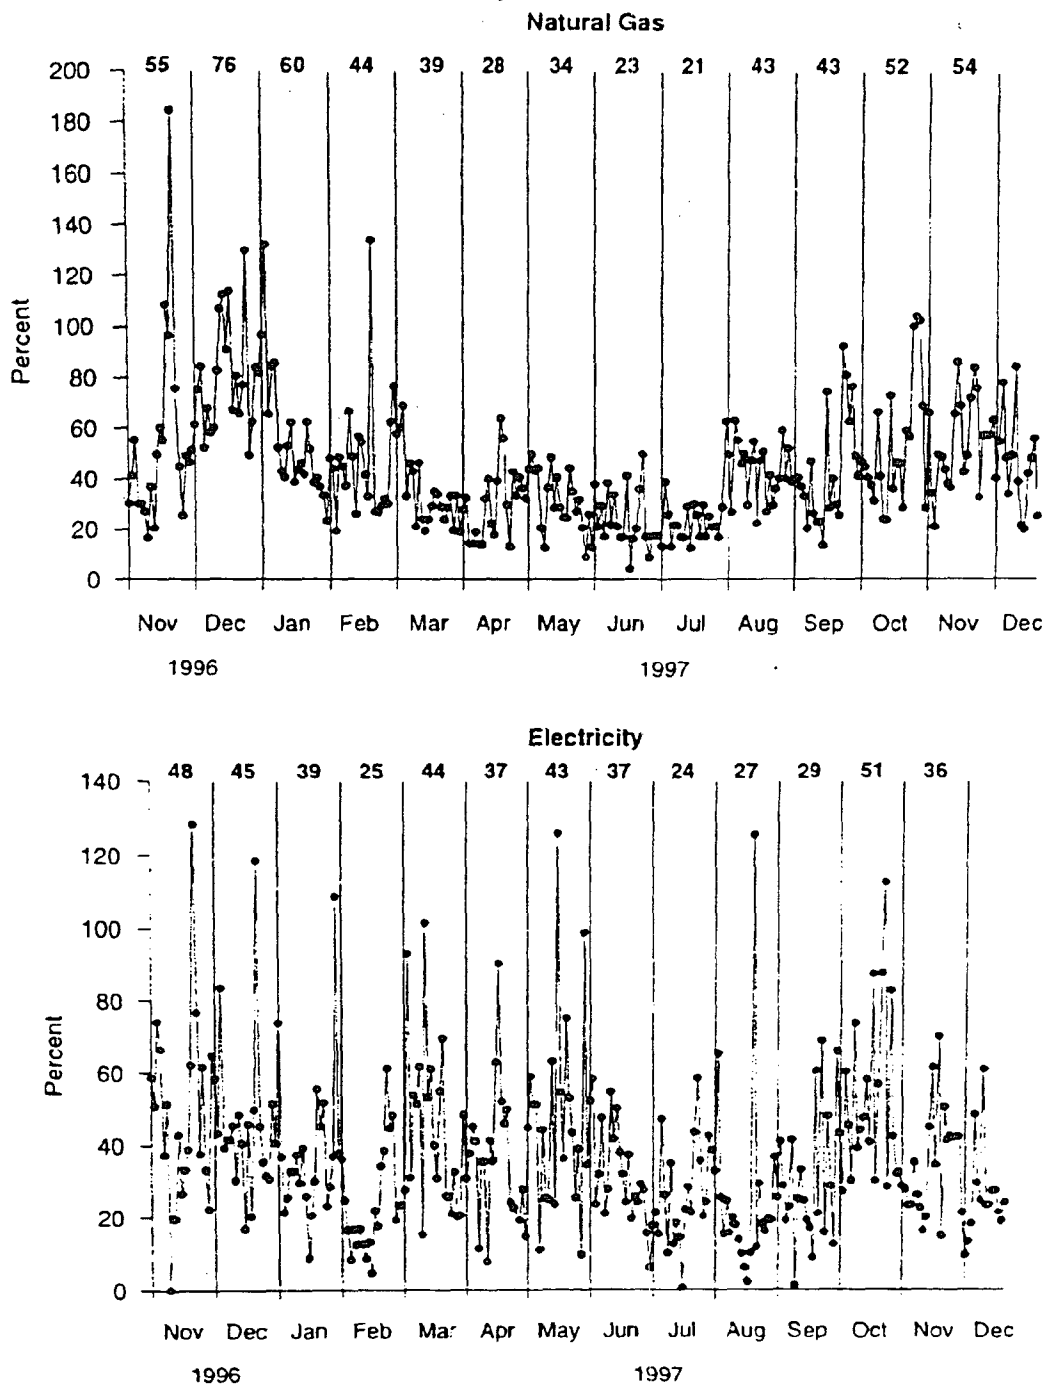 Natural Gas
55 76 60 44 39 28 34 23 21 43 43 52 54
200
180
160
140
120
100
80
60
40
20
0
Percent
Nov Dec Jan Feb Mar Apr May Jun Jul Aug Sep Oct Nov Dec
1996 1997
Electricity
48 45 39 25 44 37 43 37 24 27 29 51 36
140
120
100
80
60
40
20
0
Percent
Nov Dec Jan Feb Mar Apr May Jun Jul Aug Sep Oct Nov Dec
1996 1997